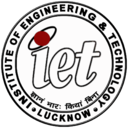 INSTITUTE OF ENGINEERING & TECHNOLOGY
iet
ज्ञानं भारः क्रियां बिना
LUCKNOW